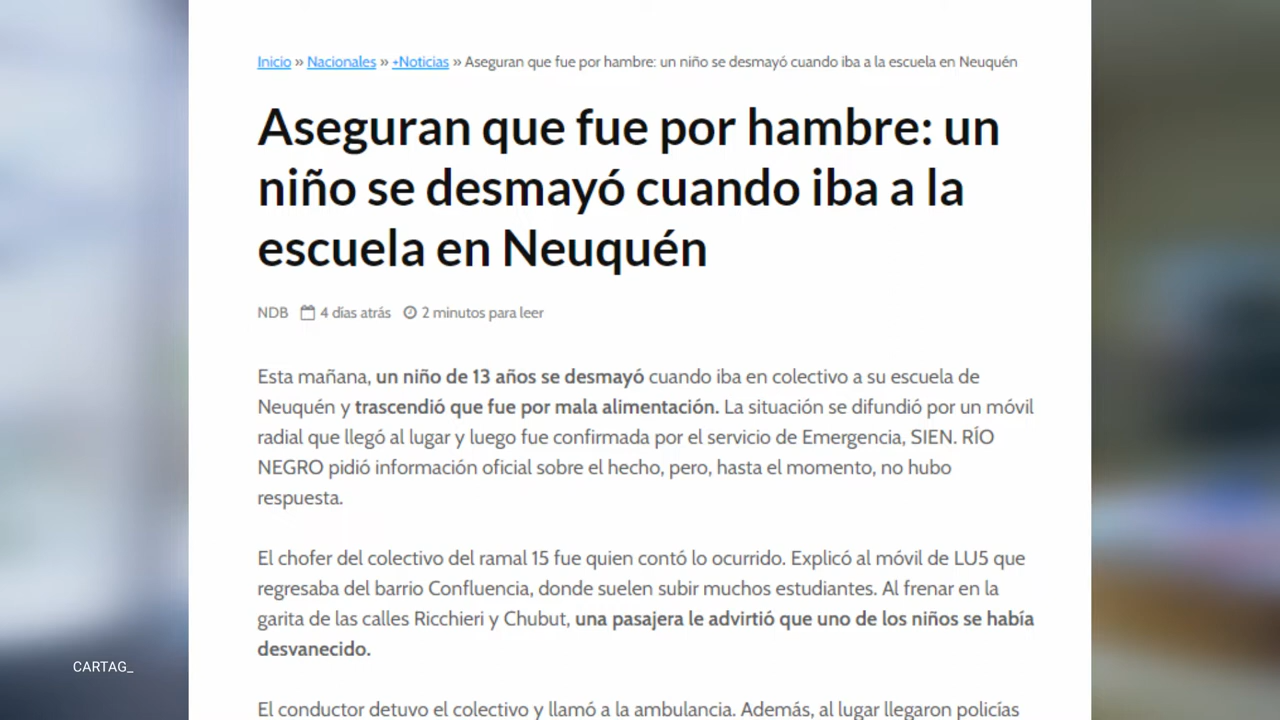 Inicio » Nacionales » +Noticias » Aseguran que fue por hambre: un niño se desmayó cuando iba a la escuela en Neuquén
Aseguran que fue por hambre: un
niño se desmayó cuando iba a la
escuela en Neuquén
NDB 4 días atrás 2 minutos para leer
Esta mañana, un niño de 13 años se desmayó cuando iba en colectivo a su escuela de
Neuquén y trascendió que fue por mala alimentación. La situación se difundió por un móvil
radial que llegó al lugar y luego fue confirmada por el servicio de Emergencia, SIEN. RÍO
NEGRO pidió información oficial sobre el hecho, pero, hasta el momento, no hubo
respuesta.
El chofer del colectivo del ramal 15 fue quien contó lo ocurrido. Explicó al móvil de LU5 que
regresaba del barrio Confluencia, donde suelen subir muchos estudiantes. Al frenar en la
garita de las calles Ricchieri y Chubut, una pasajera le advirtió que uno de los niños se había
desvanecido.
El conductor detuvo el colectivo y llamó a la ambulancia. Además, al lugar llegaron policías
CARTAG_